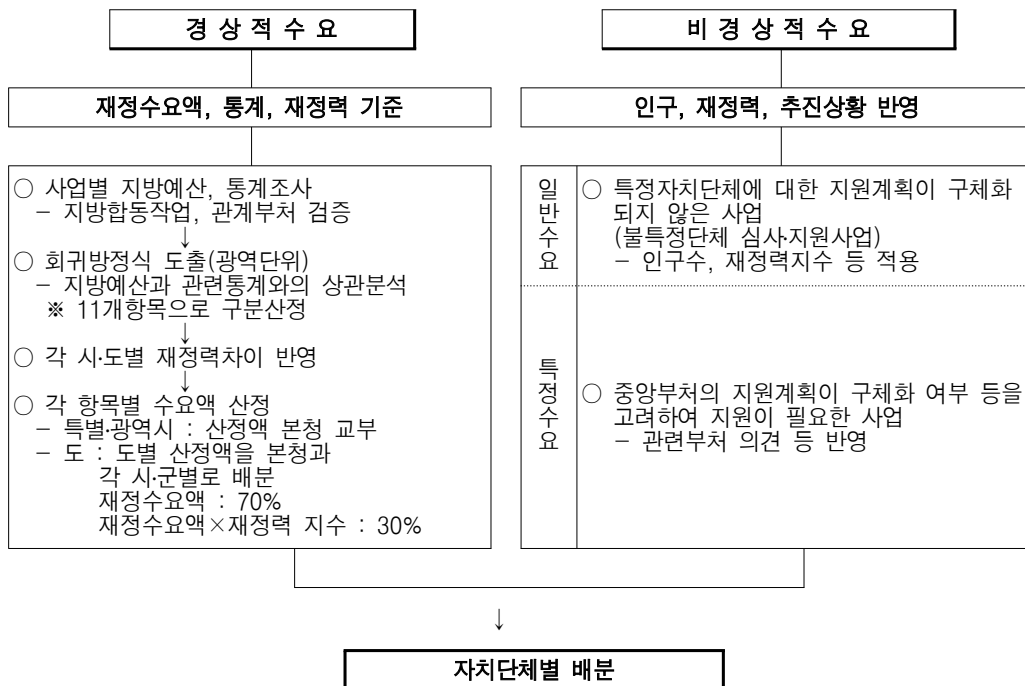 경 상 적 수 요
재정수요액, 통계, 재정력 기준
○ 사업별 지방예산, 통계조사
- 지방합동작업, 관계부처 검증
↓
○ 회귀방정식 도출(광역단위)
- 지방예산과 관련통계와의 상관분석
※ 11개항목으로 구분산정
↓
○ 각 시·도별 재정력차이 반영
↓
○ 각 항목별 수요액 산정
- 특별·광역시 : 산정액 본청 교부
- 도 : 도별 산정액을 본청과
각 시·군별로 배분
재정수요액 : 70%
재정수요액×재정력 지수 : 30%
비 경 상 적 수 요
인구, 재정력, 추진상황 반영
일반수요
○ 특정자치단체에 대한 지원계획이 구체화
되지 않은 사업
(불특정단체 심사·지원사업)
- 인구수, 재정력지수 등 적용
특정수요
○ 중앙부처의 지원계획이 구체화 여부 등을
고려하여 지원이 필요한 사업
- 관련부처 의견 등 반영
↓
자치단체별 배분